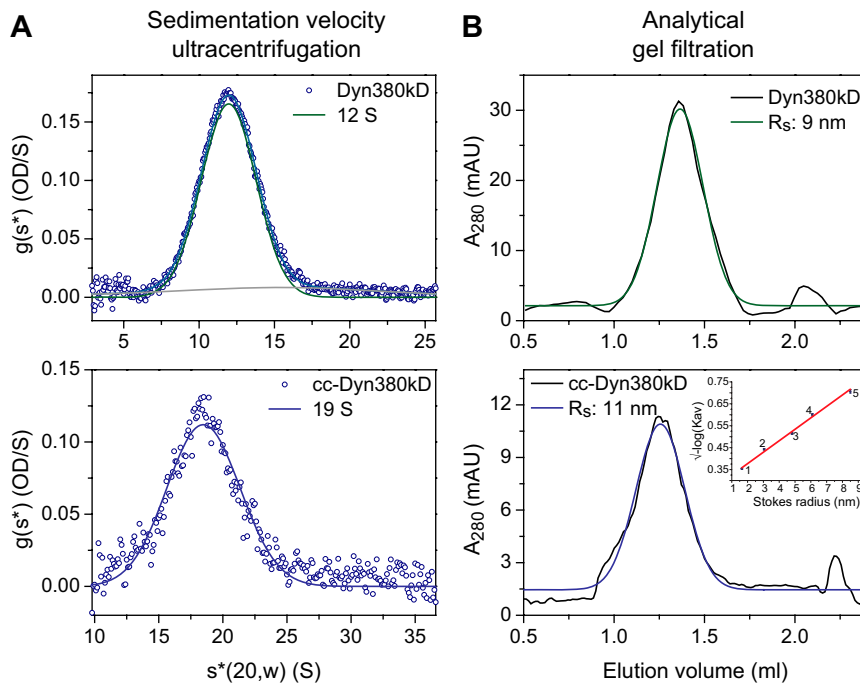 A
Sedimentation velocity
ultracentrifugation
B
Analytical
gel filtration
Dyn380kD
12 S
g(s*) (OD/S)
0.15
0.10
0.05
0.00
5 10 15 20 25
Dyn380kD
Rs: 9 nm
A280 (mAU)
30
20
10
0
0.5 1.0 1.5 2.0
cc-Dyn380kD
19 S
g(s*) (OD/S)
0.15
0.10
0.05
0.00
10 15 20 25 30 35
s*(20,w) (S)
cc-Dyn380kD
Rs: 11 nm
A280 (mAU)
12
9
6
3
0
0.5 1.0 1.5 2.0
Elution volume (ml)
√-log(Kav)
0.75
0.65
0.55
0.45
0.35
1 2 3 4 5
1 2 3 4 5 6 7 8 9
Stokes radius (nm)